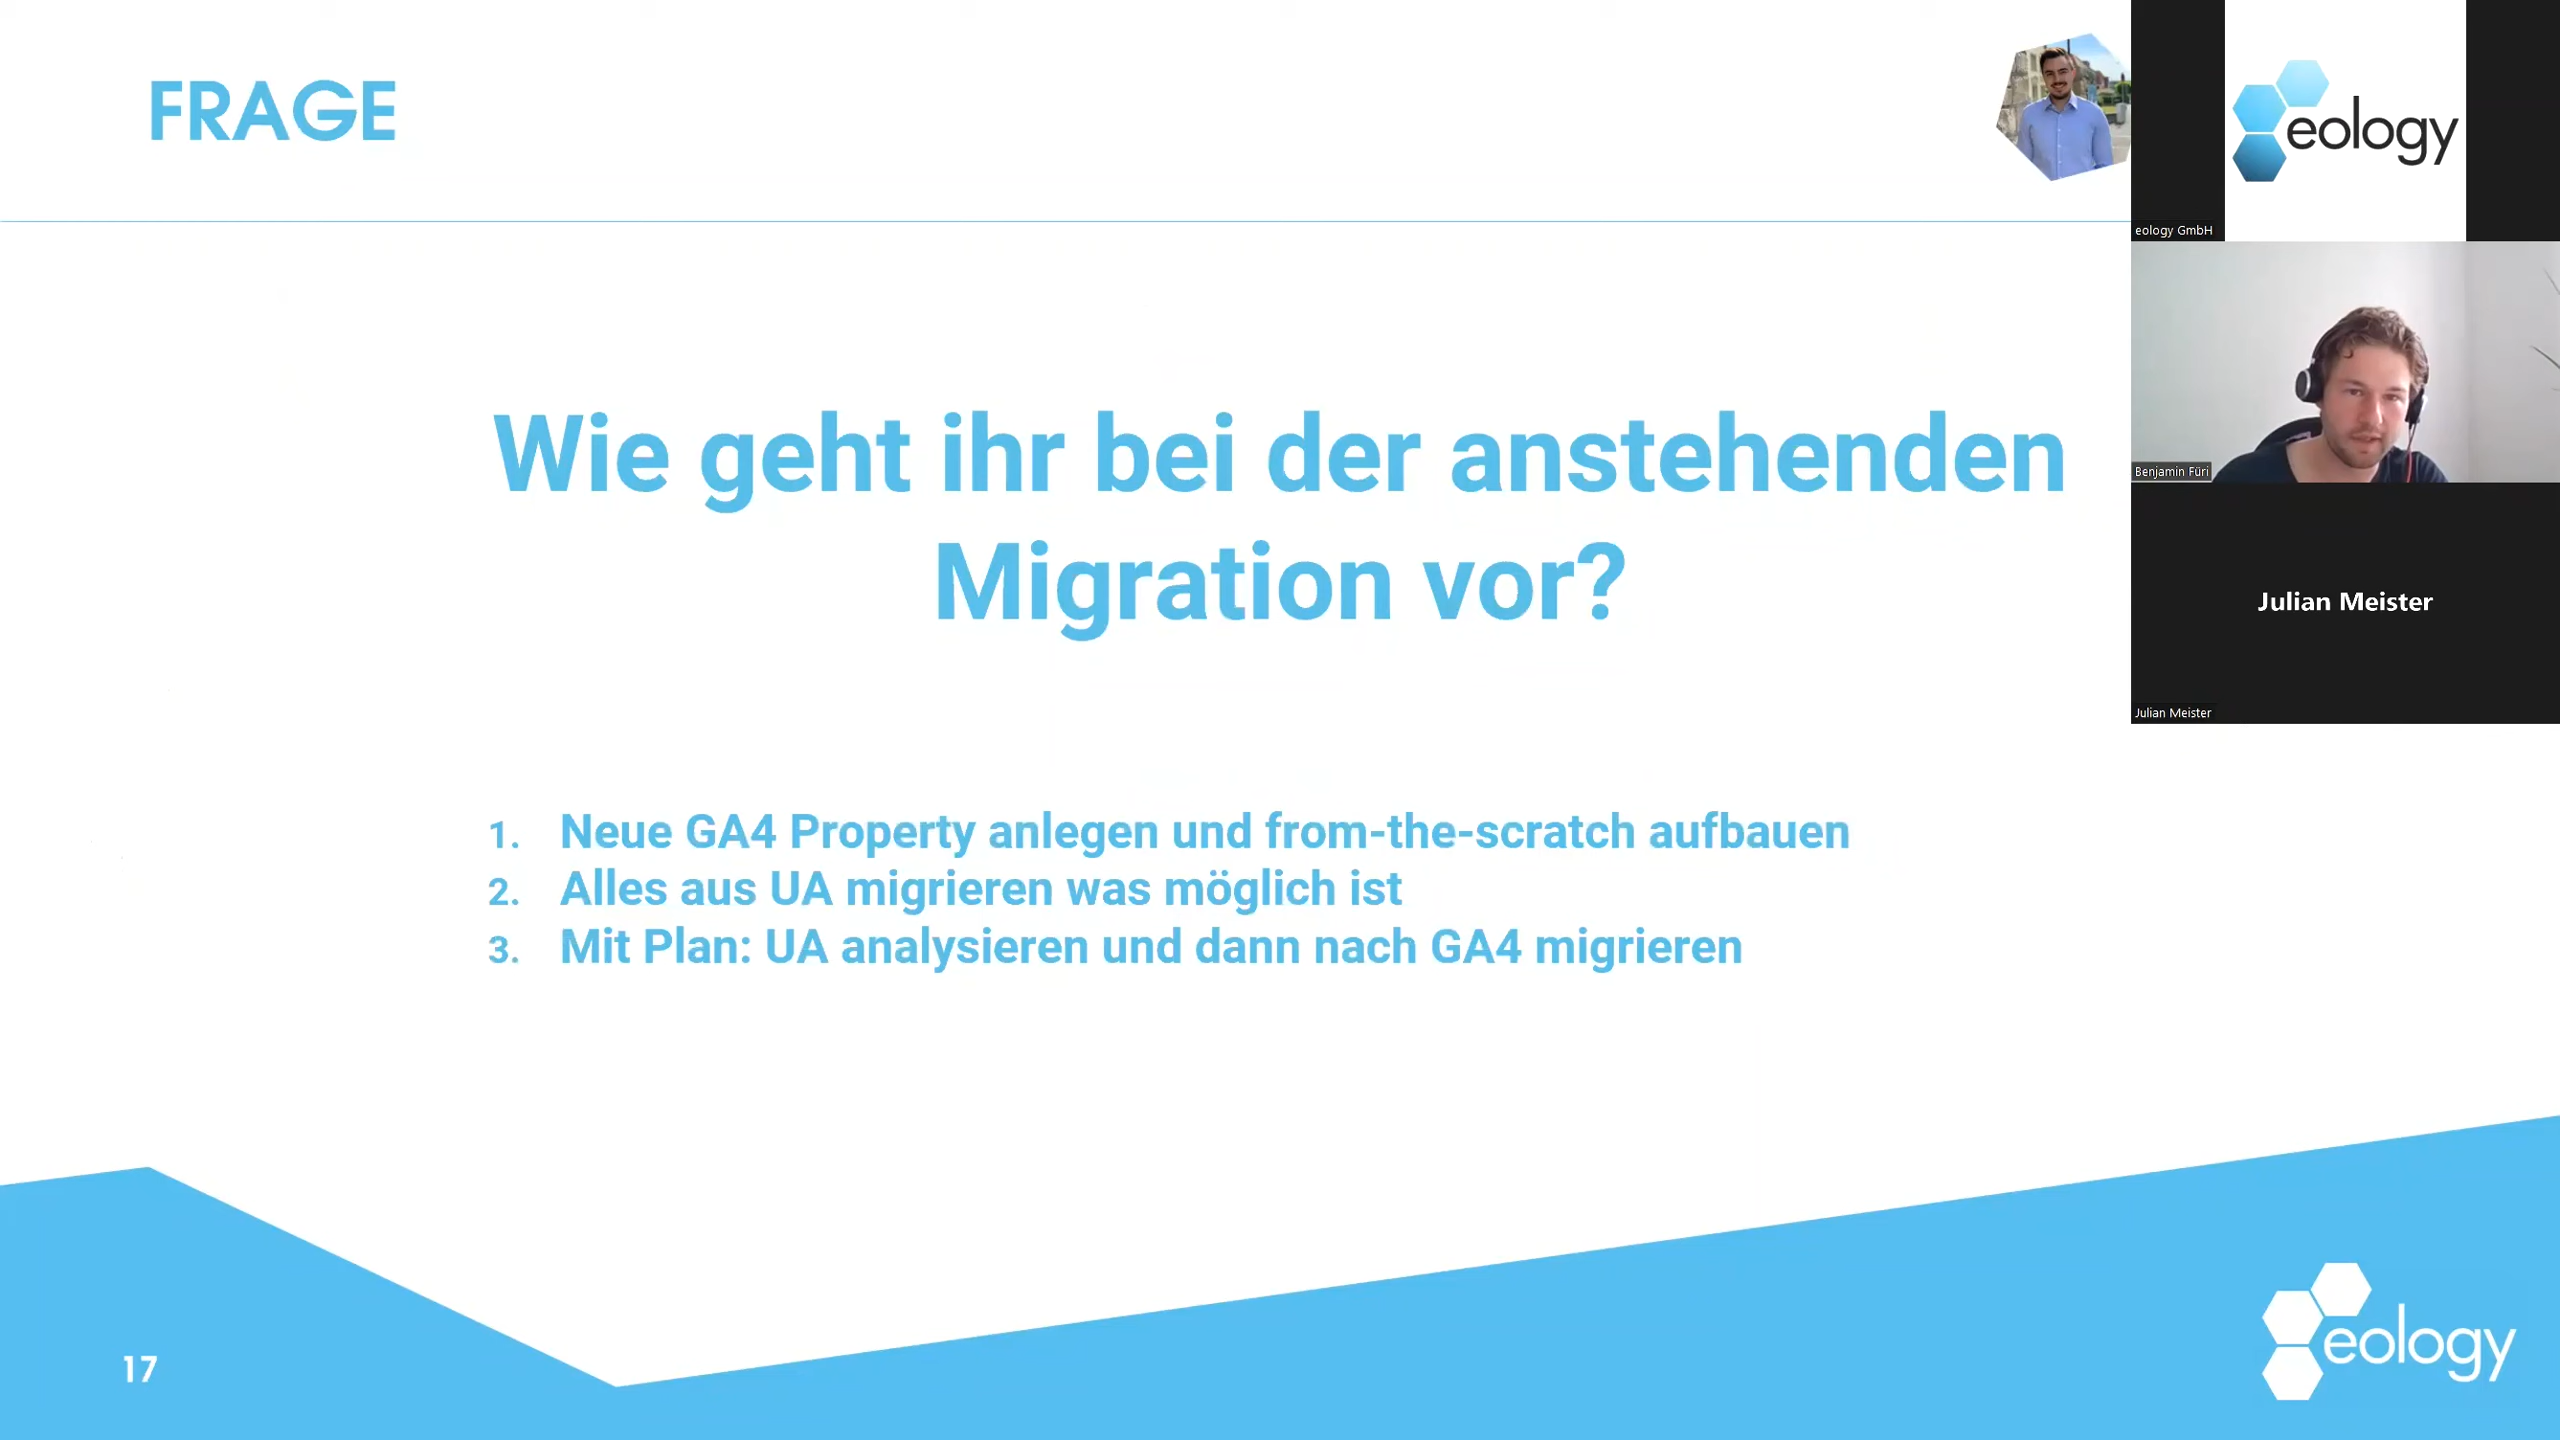 FRAGE
eology
eology GmbH
Benjamin Füri
Julian Meister
Julian Meister
Wie geht ihr bei der anstehenden
Migration vor?
1. Neue GA4 Property anlegen und from-the-scratch aufbauen
2. Alles aus UA migrieren was möglich ist
3. Mit Plan: UA analysieren und dann nach GA4 migrieren
17
eology